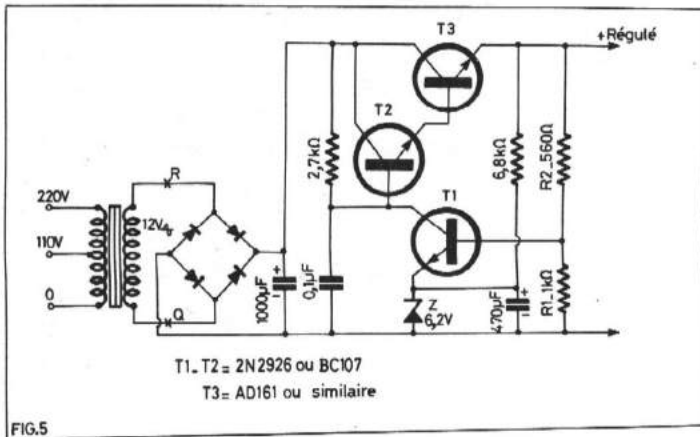 T3
+Régulé
T2
2,7kΩ
6,8kΩ
R2_560Ω
T1
220V
R
12V
110V
0
Q
1000µF
+
-
0,1µF
Z
6,2V
470µF
+
-
R1_1kΩ
T1_T2= 2N2926 ou BC107
T3= AD161 ou similaire
FIG.5